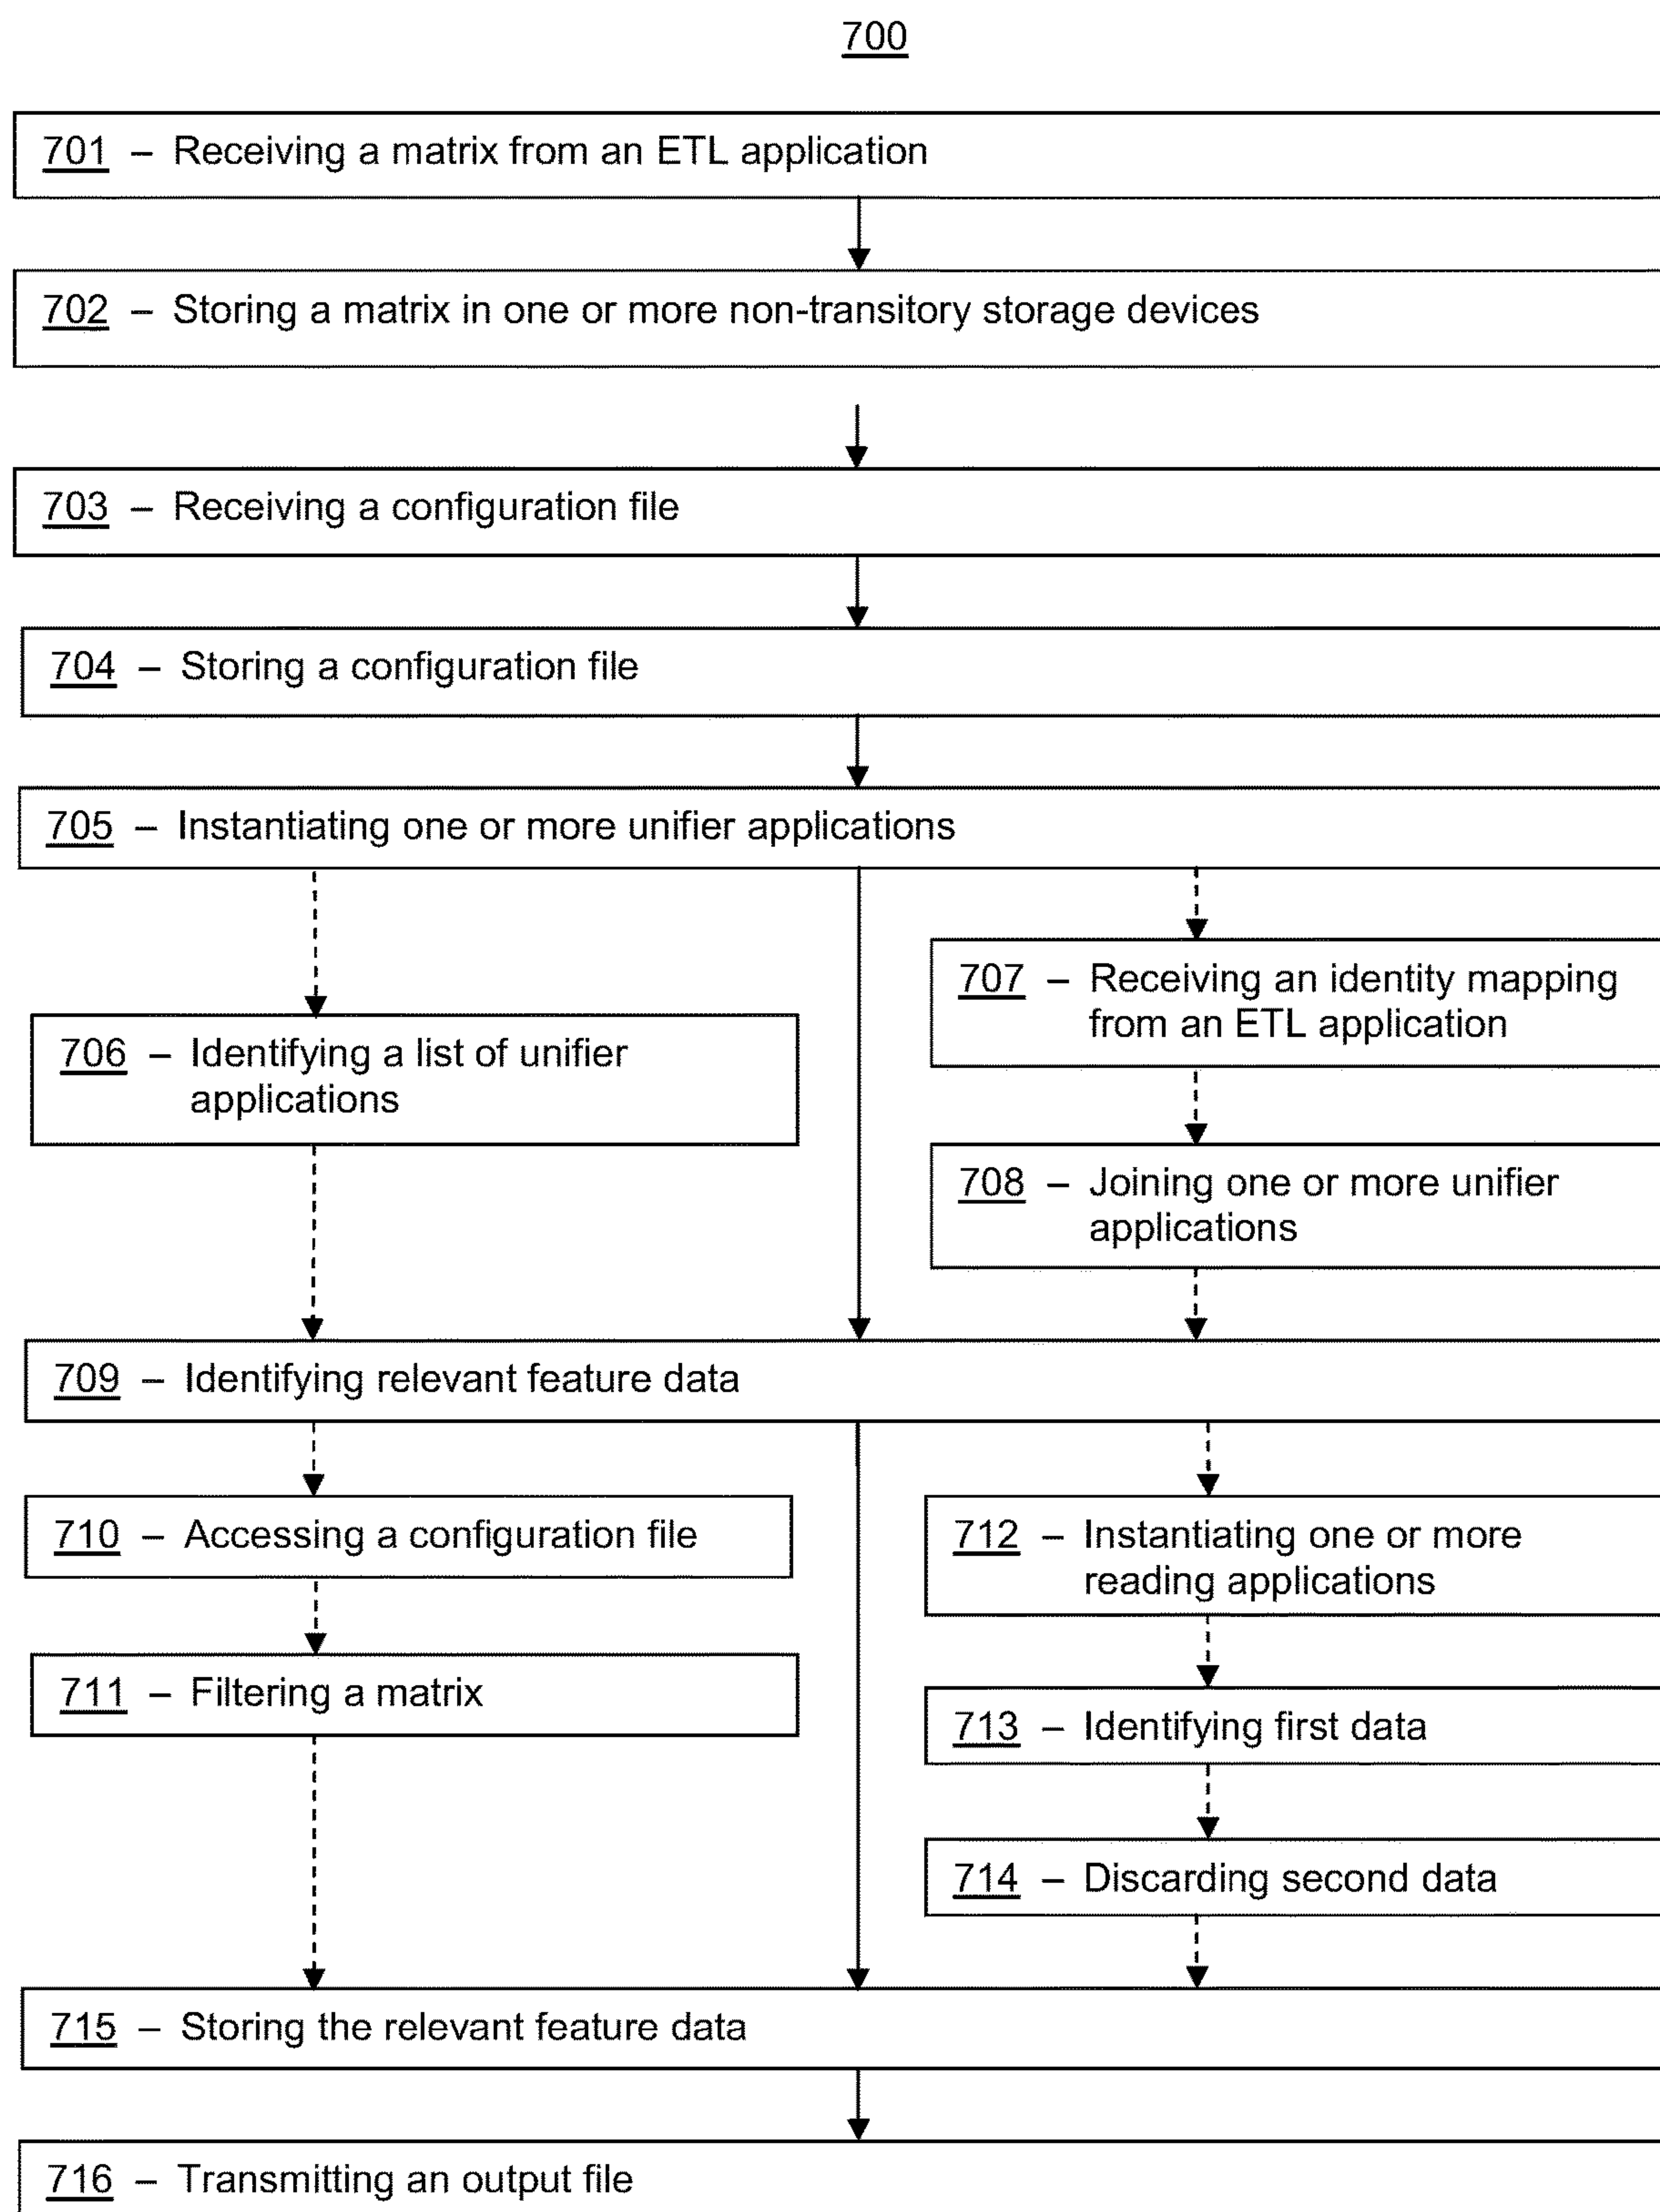 700
701 – Receiving a matrix from an ETL application
702 – Storing a matrix in one or more non-transitory storage devices
703 – Receiving a configuration file
704 – Storing a configuration file
705 – Instantiating one or more unifier applications
706 – Identifying a list of unifier
applications
707 – Receiving an identity mapping
from an ETL application
708 – Joining one or more unifier
applications
709 – Identifying relevant feature data
710 – Accessing a configuration file
711 – Filtering a matrix
712 – Instantiating one or more
reading applications
713 – Identifying first data
714 – Discarding second data
715 – Storing the relevant feature data
716 – Transmitting an output file